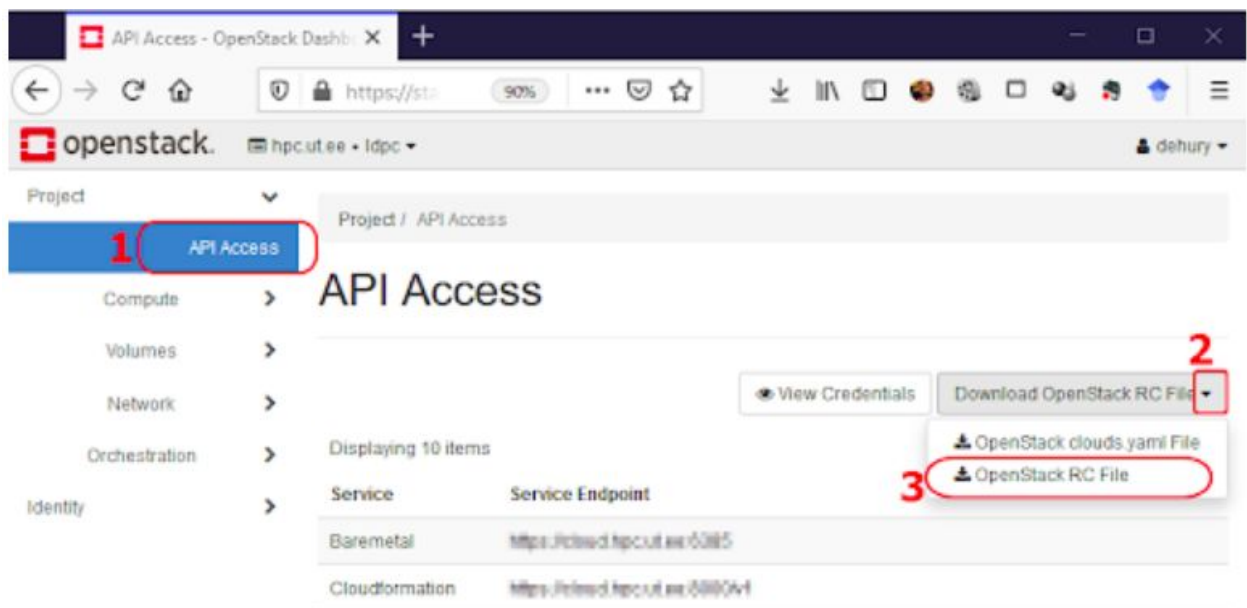 API Access - OpenStack Dashb
https://sta 90%
openstack. hpc.ut.ee • ldpc dehury
Project
Project / API Access
1 API Access
API Access
Compute
Volumes
2
View Credentials Download OpenStack RC File
Network
OpenStack clouds.yaml File
Orchestration
Displaying 10 items
3 OpenStack RC File
Service Service Endpoint
Identity
Baremetal
Cloudformation